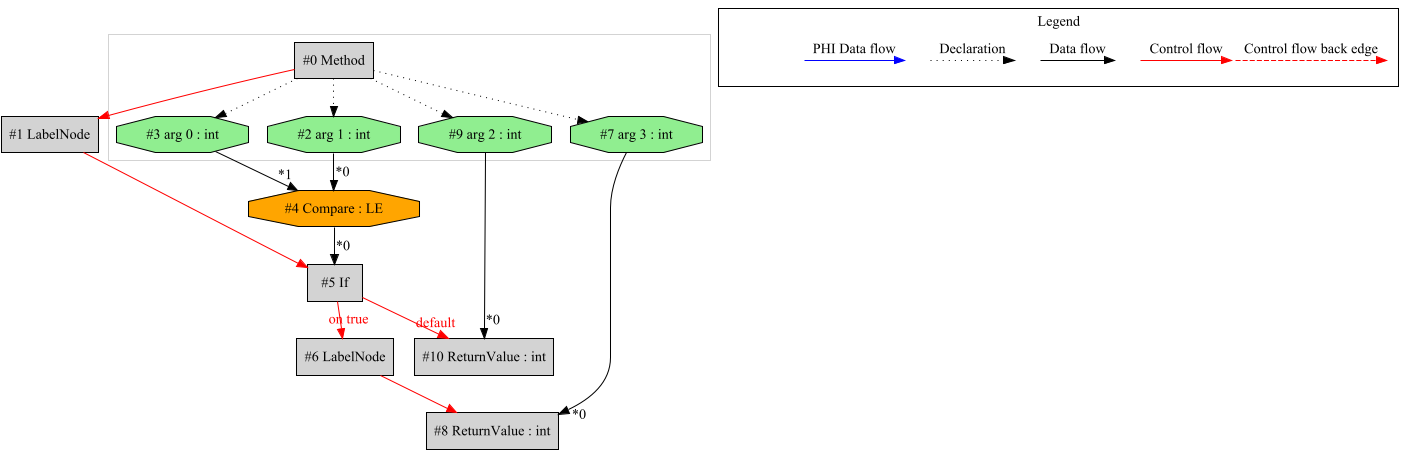 Legend
PHI Data flow
Declaration
Data flow
Control flow
Control flow back edge
#0 Method
#1 LabelNode
#3 arg 0 : int
#2 arg 1 : int
#9 arg 2 : int
#7 arg 3 : int
*1
*0
#4 Compare : LE
*0
#5 If
on true
default
*0
#6 LabelNode
#10 ReturnValue : int
*0
#8 ReturnValue : int